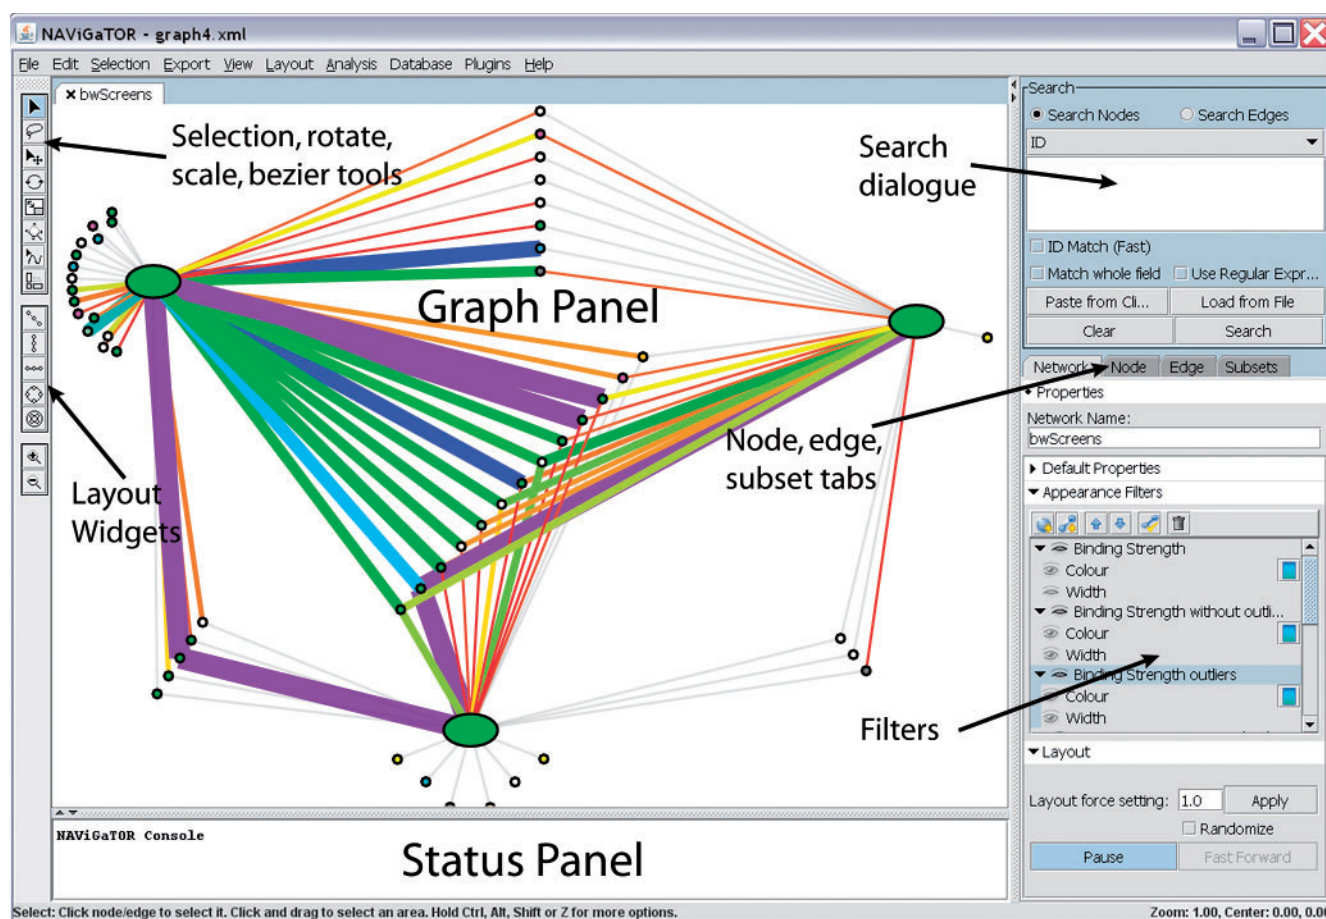 NAViGaTOR - graph4.xml
File Edit Selection Export View Layout Analysis Database Plugins Help
× bwScreens
Selection, rotate,
scale, bezier tools
Graph Panel
Layout
Widgets
Search
dialogue
Node, edge,
subset tabs
Filters
Search
Search Nodes Search Edges
ID
ID Match (Fast)
Match whole field Use Regular Expr...
Paste from Cli... Load from File
Clear Search
Network Node Edge Subsets
Properties
Network Name:
bwScreens
Default Properties
Appearance Filters
Binding Strength
Colour
Width
Binding Strength without outli...
Colour
Width
Binding Strength outliers
Colour
Width
Layout
Layout force setting: 1.0 Apply
Randomize
Pause Fast Forward
NAViGaTOR Console
Status Panel
Select: Click node/edge to select it. Click and drag to select an area. Hold Ctrl, Alt, Shift or Z for more options.
Zoom: 1.00, Center: 0.00, 0.00